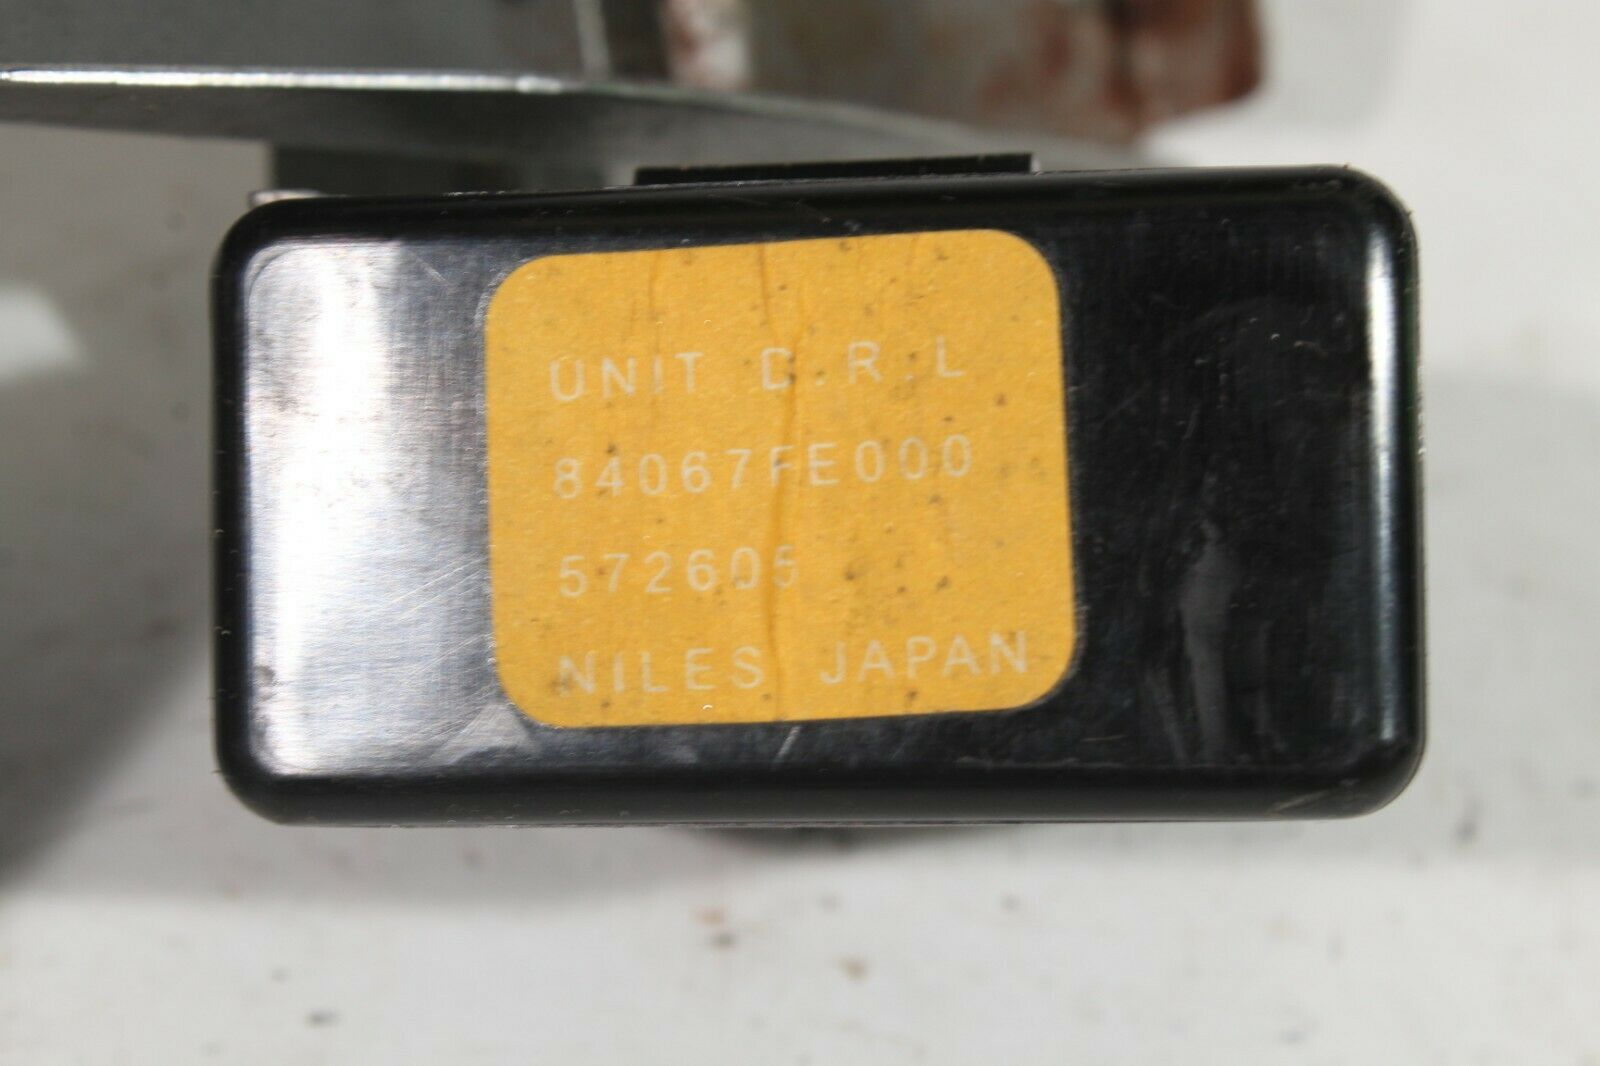 UNIT D.R.L
84067FE000
572605
NILES JAPAN